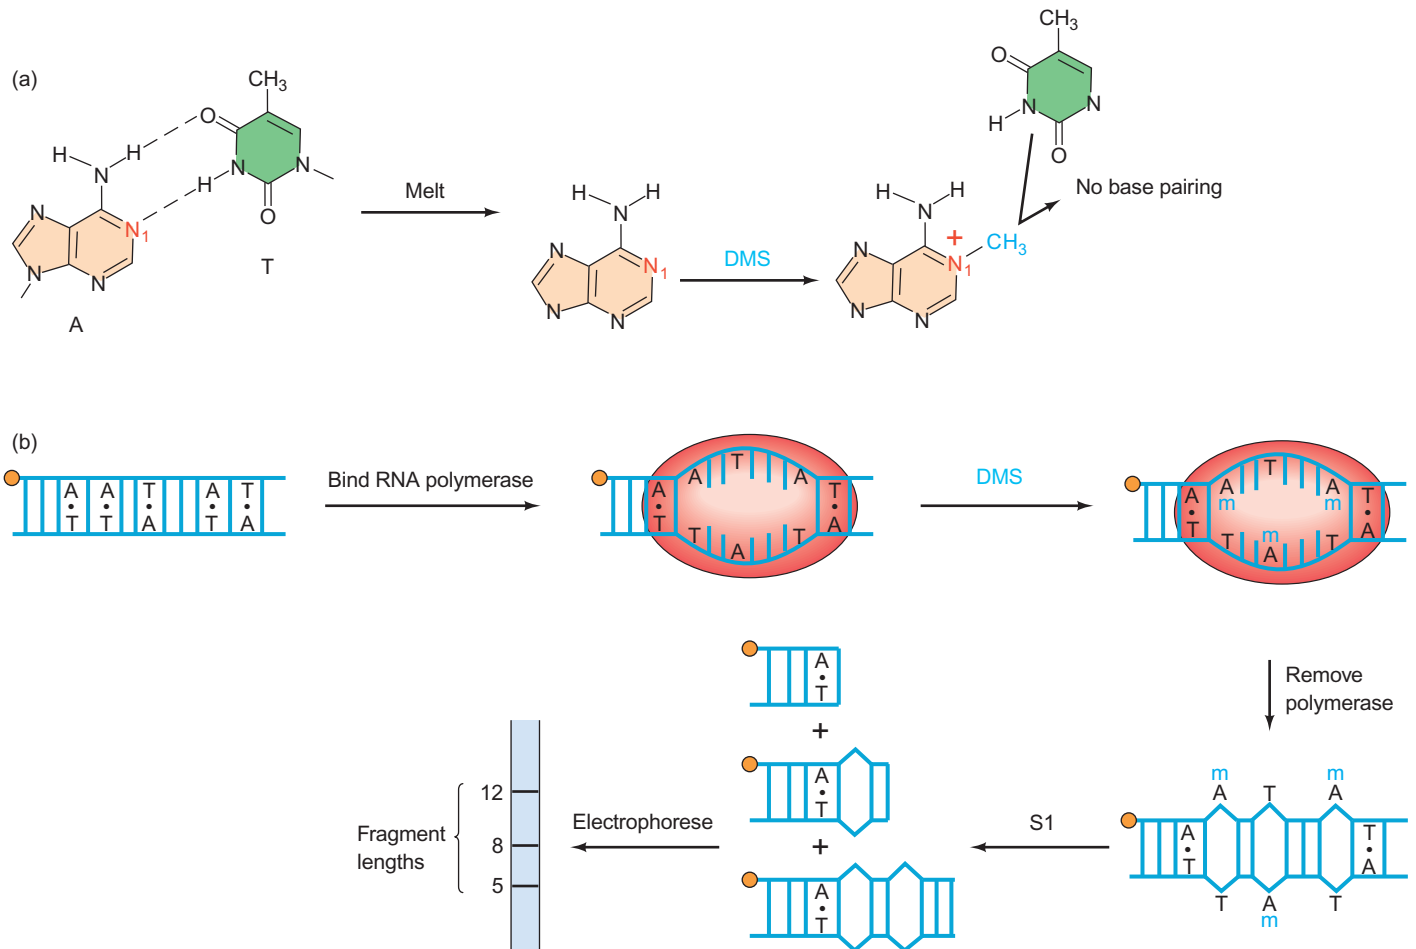 (a)
CH3
O
H
H
N
H
N
N
O
N
N1
N
N
T
A
Melt
H
H
N
N
N1
N
N
DMS
H
H
N
N
+
CH3
N1
N
N
CH3
O
N
N
H
O
No base pairing
(b)
A A T A T
T T A T A
Bind RNA polymerase
A A T A T
T T A T A
DMS
A A T A T
m m
m
T T A T A
Remove
polymerase
m m
A T A
A T
T A
T A T
m
S1
A
T
+
A
T
+
A
T
Electrophorese
Fragment
lengths
12
8
5